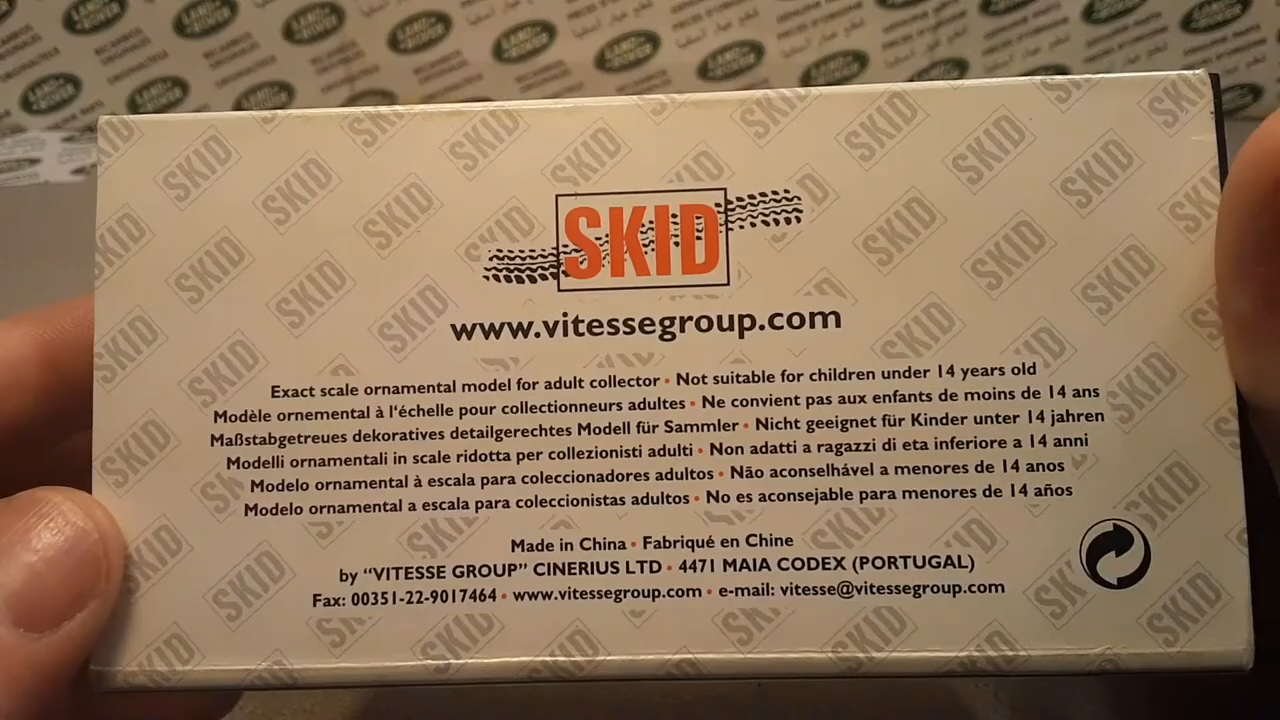 SKID
www.vitessegroup.com
Exact scale ornamental model for adult collector • Not suitable for children under 14 years old
Modèle ornemental à l'échelle pour collectionneurs adultes • Ne convient pas aux enfants de moins de 14 ans
Maßstabgetreues dekoratives detailgerechtes Modell für Sammler • Nicht geeignet für Kinder unter 14 jahren
Modelli ornamentali in scale ridotta per collezionisti adulti • Non adatti a ragazzi di eta inferiore a 14 anni
Modelo ornamental à escala para coleccionadores adultos • Não aconselhável a menores de 14 anos
Modelo ornamental a escala para coleccionistas adultos • No es aconsejable para menores de 14 años
Made in China • Fabriqué en Chine
by “VITESSE GROUP” CINERIUS LTD • 4471 MAIA CODEX (PORTUGAL)
Fax: 00351-22-9017464 • www.vitessegroup.com • e-mail: vitesse@vitessegroup.com